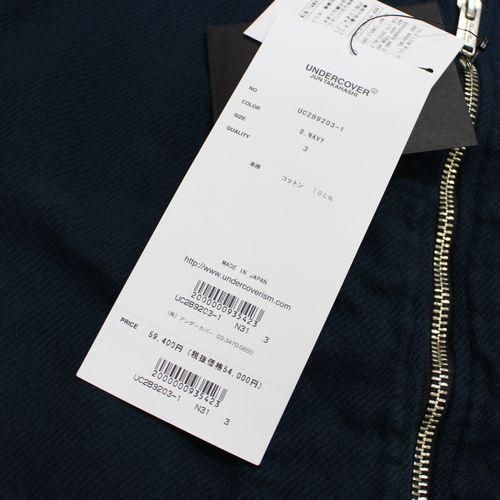 UNDERCOVER
JUN TAKAHASHI
NO UC2B9203-1
COLOR S.NAVY
SIZE
QUALITY 3
本体 コットン 100%
MADE IN JAPAN
http://www.undercoverism.com
2000000935423
UC2B9203-1 N31 3
(株)アンダーカバー 03-3470-0650
PRICE 59,400円 (税抜価格54,000円)
2000000935423
UC2B9203-1 N31 3